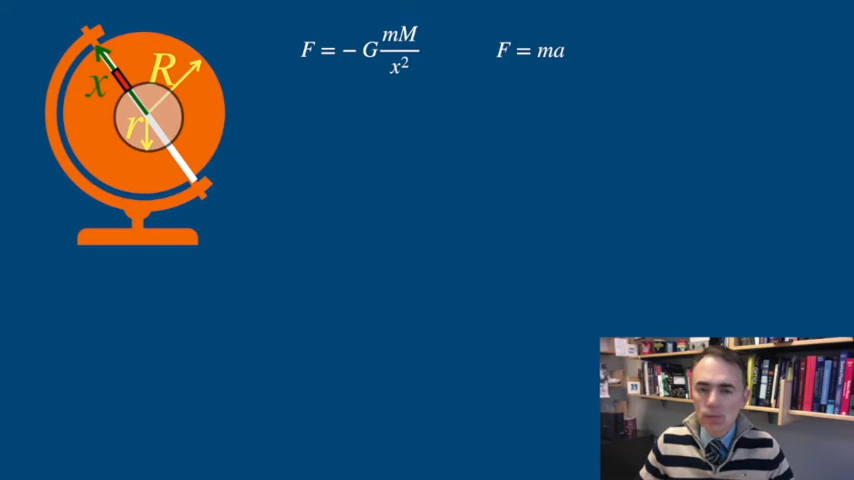 F = − G mM/x²
F = ma
R
x
r